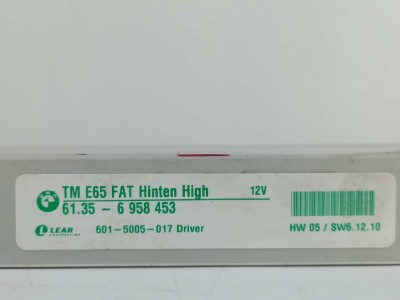 TM E65 FAT Hinten High 12V
61.35 - 6 958 453
LEAR
601-5005-017 Driver
HW 05 / SW6.12.10